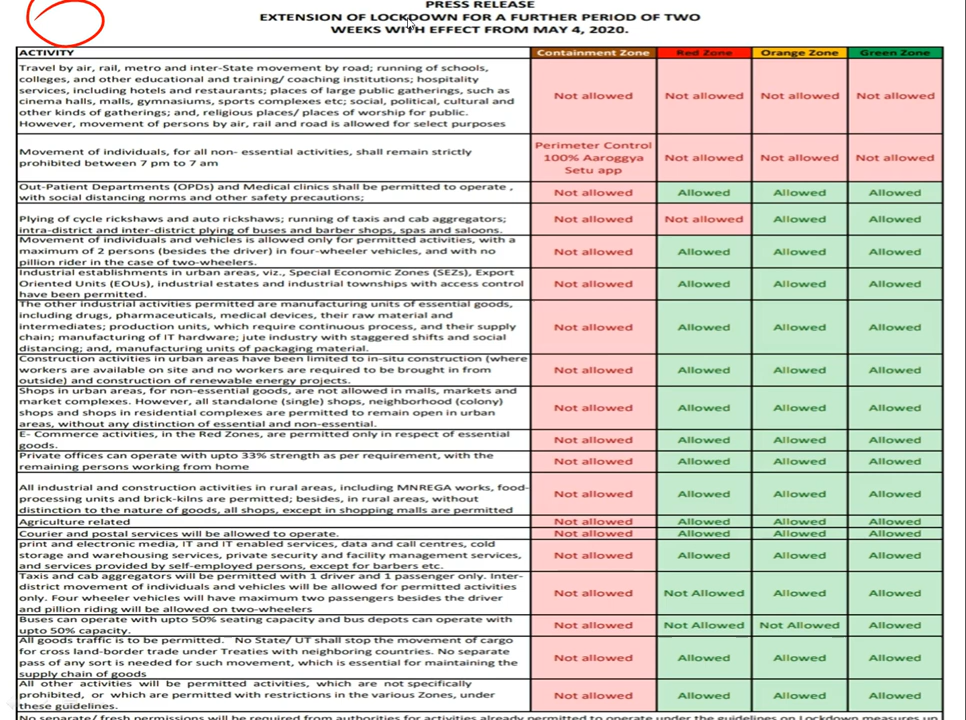 PRESS RELEASE
EXTENSION OF LOCKDOWN FOR A FURTHER PERIOD OF TWO
WEEKS WITH EFFECT FROM MAY 4, 2020.
ACTIVITY Containment Zone Red Zone Orange Zone Green Zone
Travel by air, rail, metro and inter-State movement by road; running of schools,
colleges, and other educational and training/ coaching institutions; hospitality
services, including hotels and restaurants; places of large public gatherings, such as
cinema halls, malls, gymnasiums, sports complexes etc; social, political, cultural and
other kinds of gatherings; and, religious places/ places of worship for public.
However, movement of persons by air, rail and road is allowed for select purposes
Not allowed Not allowed Not allowed Not allowed
Movement of individuals, for all non- essential activities, shall remain strictly
prohibited between 7 pm to 7 am
Perimeter Control
100% Aaroggya
Setu app
Not allowed Not allowed Not allowed
Out-Patient Departments (OPDs) and Medical clinics shall be permitted to operate ,
with social distancing norms and other safety precautions;
Not allowed Allowed Allowed Allowed
Plying of cycle rickshaws and auto rickshaws; running of taxis and cab aggregators;
intra-district and inter-district plying of buses and barber shops, spas and saloons.
Not allowed Not allowed Allowed Allowed
Movement of individuals and vehicles is allowed only for permitted activities, with a
maximum of 2 persons (besides the driver) in four-wheeler vehicles, and with no
pillion rider in the case of two-wheelers.
Not allowed Allowed Allowed Allowed
Industrial establishments in urban areas, viz., Special Economic Zones (SEZs), Export
Oriented Units (EOUs), industrial estates and industrial townships with access control
have been permitted.
Not allowed Allowed Allowed Allowed
The other industrial activities permitted are manufacturing units of essential goods,
including drugs, pharmaceuticals, medical devices, their raw material and
intermediates; production units, which require continuous process, and their supply
chain; manufacturing of IT hardware; jute industry with staggered shifts and social
distancing; and, manufacturing units of packaging material.
Not allowed Allowed Allowed Allowed
Construction activities in urban areas have been limited to in-situ construction (where
workers are available on site and no workers are required to be brought in from
outside) and construction of renewable energy projects.
Not allowed Allowed Allowed Allowed
Shops in urban areas, for non-essential goods, are not allowed in malls, markets and
market complexes. However, all standalone (single) shops, neighborhood (colony)
shops and shops in residential complexes are permitted to remain open in urban
areas, without any distinction of essential and non-essential.
Not allowed Allowed Allowed Allowed
E- Commerce activities, in the Red Zones, are permitted only in respect of essential
goods.
Not allowed Allowed Allowed Allowed
Private offices can operate with upto 33% strength as per requirement, with the
remaining persons working from home
Not allowed Allowed Allowed Allowed
All industrial and construction activities in rural areas, including MNREGA works, food-
processing units and brick-kilns are permitted; besides, in rural areas, without
distinction to the nature of goods, all shops, except in shopping malls are permitted
Not allowed Allowed Allowed Allowed
Agriculture related Not allowed Allowed Allowed Allowed
Courier and postal services will be allowed to operate. Not allowed Allowed Allowed Allowed
print and electronic media, IT and IT enabled services, data and call centres, cold
storage and warehousing services, private security and facility management services,
and services provided by self-employed persons, except for barbers etc.
Not allowed Allowed Allowed Allowed
Taxis and cab aggregators will be permitted with 1 driver and 1 passenger only. Inter-
district movement of individuals and vehicles will be allowed for permitted activities
only. Four wheeler vehicles will have maximum two passengers besides the driver
and pillion riding will be allowed on two-wheelers
Not allowed Not Allowed Allowed Allowed
Buses can operate with upto 50% seating capacity and bus depots can operate with
upto 50% capacity.
Not allowed Not Allowed Not Allowed Allowed
All goods traffic is to be permitted. No State/ UT shall stop the movement of cargo
for cross land-border trade under Treaties with neighboring countries. No separate
pass of any sort is needed for such movement, which is essential for maintaining the
supply chain of goods
Not allowed Allowed Allowed Allowed
All other activities will be permitted activities, which are not specifically
prohibited, or which are permitted with restrictions in the various Zones, under
these guidelines.
Not allowed Allowed Allowed Allowed
No separate/ fresh permissions will be required from authorities for activities already permitted to operate under the guidelines on Lockdown measures up